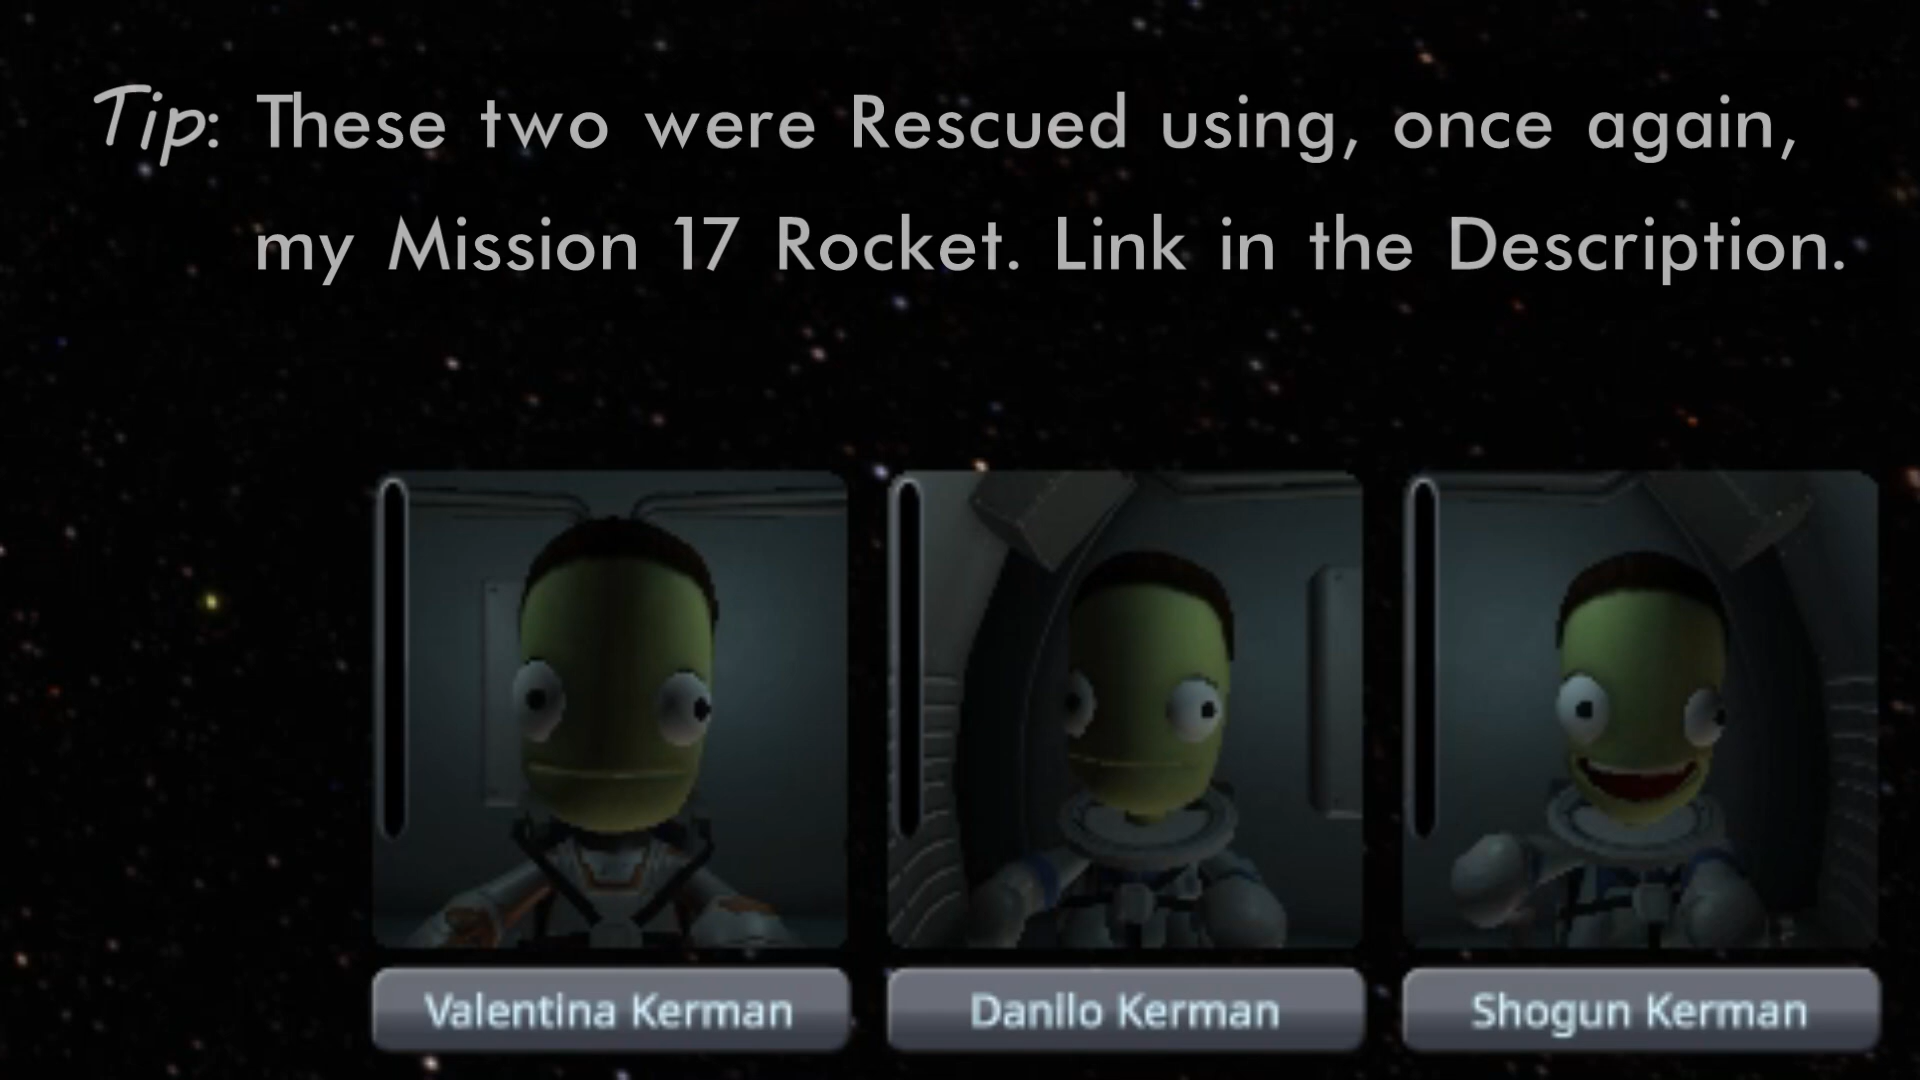 Tip: These two were Rescued using, once again,
my Mission 17 Rocket. Link in the Description.
Valentina Kerman
Danilo Kerman
Shogun Kerman